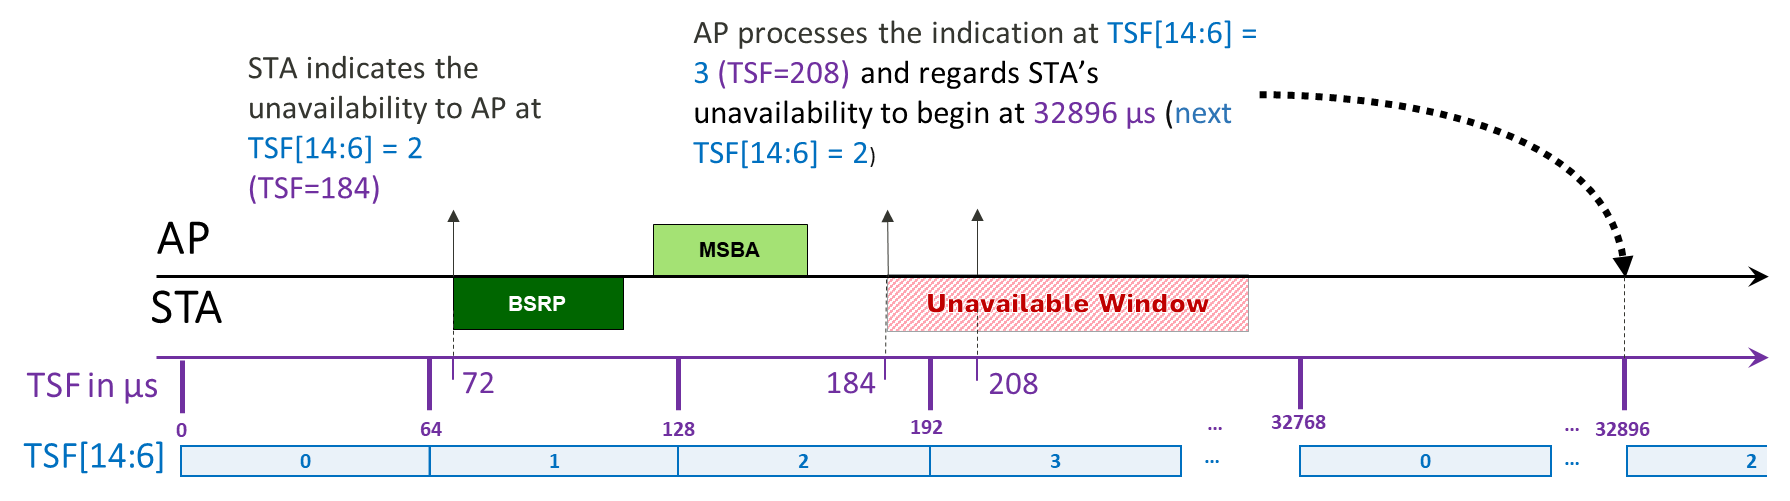 STA indicates the
unavailability to AP at
TSF[14:6] = 2
(TSF=184)
AP processes the indication at TSF[14:6] =
3 (TSF=208) and regards STA’s
unavailability to begin at 32896 µs (next
TSF[14:6] = 2)
AP
MSBA
STA
BSRP
Unavailable Window
TSF in µs
72
184
208
0
64
128
192
...
32768
...
32896
TSF[14:6]
0
1
2
3
...
0
...
2